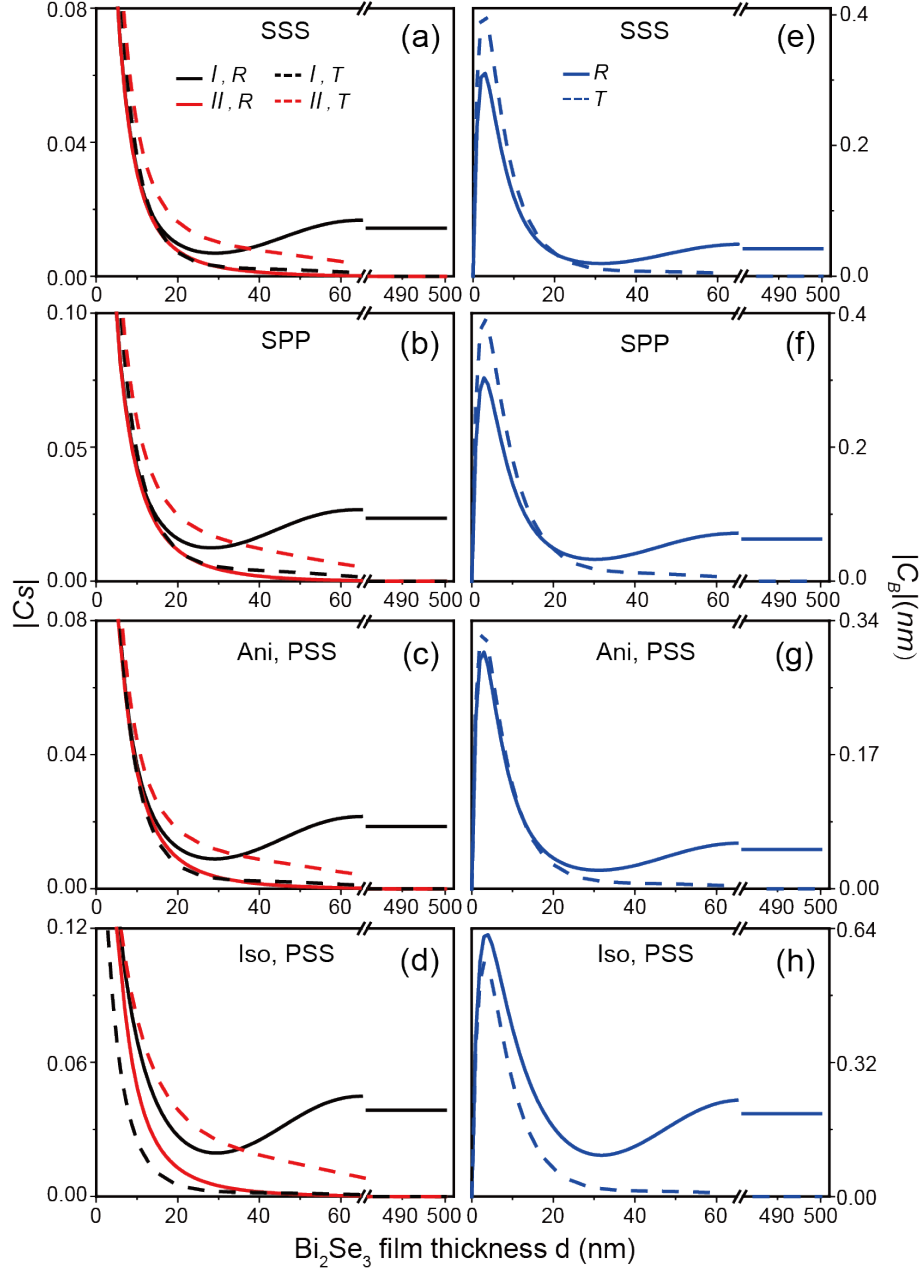 0.08
SSS
(a)
I, R
I, T
II, R
II, T
0.04
0.00
0 20 40 60 490 500
SSS
(e)
0.4
R
T
0.2
0.0
0 20 40 60 490 500
0.10
SPP
(b)
0.05
0.00
0 20 40 60 490 500
SPP
(f)
0.4
0.2
0.0
0 20 40 60 490 500
|Cs|
|C_B|(nm)
0.08
Ani, PSS
(c)
0.04
0.00
0 20 40 60 490 500
Ani, PSS
(g)
0.34
0.17
0.00
0 20 40 60 490 500
0.12
Iso, PSS
(d)
0.06
0.00
0 20 40 60 490 500
Iso, PSS
(h)
0.64
0.32
0.00
0 20 40 60 490 500
Bi₂Se₃ film thickness d (nm)